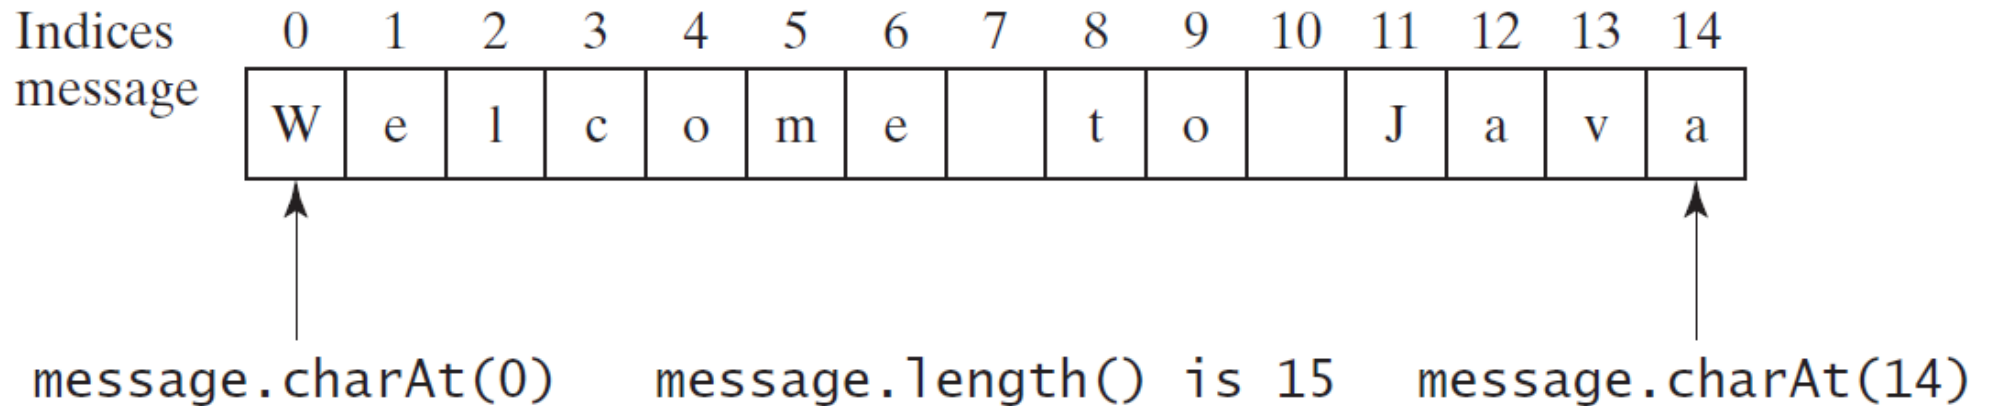 Indices 0 1 2 3 4 5 6 7 8 9 10 11 12 13 14
message W e l c o m e t o J a v a
message.charAt(0) message.length() is 15 message.charAt(14)